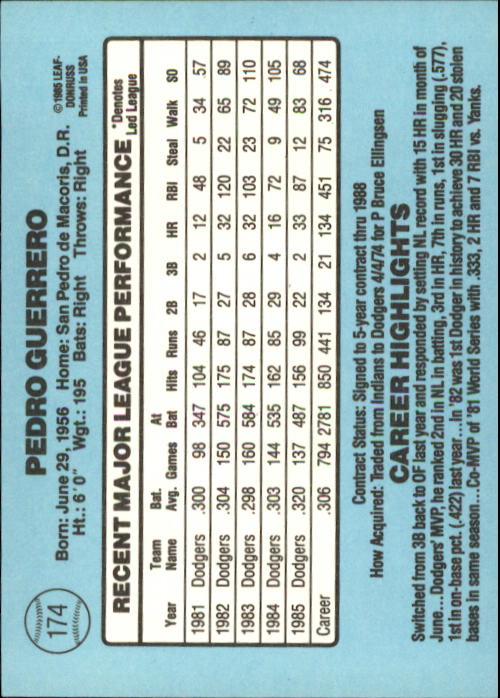 174
PEDRO GUERRERO
Born: June 29, 1956 Home: San Pedro de Macoris, D.R.
Ht.: 6'0" Wgt.: 195 Bats: Right Throws: Right
©1985 LEAF-
DONRUSS
Printed in USA
RECENT MAJOR LEAGUE PERFORMANCE *Denotes
Led League
Team Bat. At
Year Name Avg. Games Bat Hits Runs 2B 3B HR RBI Steal Walk SO
1981 Dodgers .300 98 347 104 46 17 2 12 48 5 34 57
1982 Dodgers .304 150 575 175 87 27 5 32 120 22 65 89
1983 Dodgers .298 160 584 174 87 28 6 32 103 23 72 110
1984 Dodgers .303 144 535 162 85 29 4 16 72 9 49 105
1985 Dodgers .320 137 487 156 99 22 2 33 87 12 83 68
Career .306 794 2781 850 441 134 21 134 451 75 316 474
Contract Status: Signed to 5-year contract thru 1988
How Acquired: Traded from Indians to Dodgers 4/4/74 for P Bruce Ellingsen
CAREER HIGHLIGHTS
Switched from 3B back to OF last year and responded by setting NL record with 15 HR in month of
June...Dodgers' MVP, he ranked 2nd in NL in batting, 3rd in HR, 7th in runs, 1st in slugging (.577),
1st in on-base pct. (.422) last year...In '82 was 1st Dodger in history to achieve 30 HR and 20 stolen
bases in same season...Co-MVP of '81 World Series with .333, 2 HR and 7 RBI vs. Yanks.